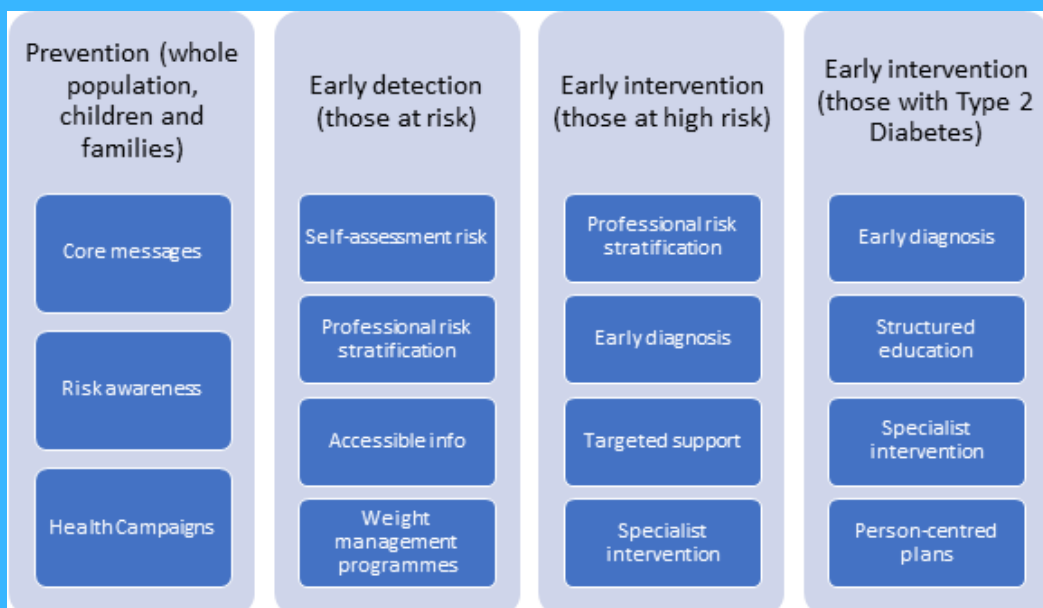 Prevention (whole
population,
children and
families)
Core messages
Risk awareness
Health Campaigns
Early detection
(those at risk)
Self-assessment risk
Professional risk
stratification
Accessible info
Weight
management
programmes
Early intervention
(those at high risk)
Professional risk
stratification
Early diagnosis
Targeted support
Specialist
intervention
Early intervention
(those with Type 2
Diabetes)
Early diagnosis
Structured
education
Specialist
intervention
Person-centred
plans